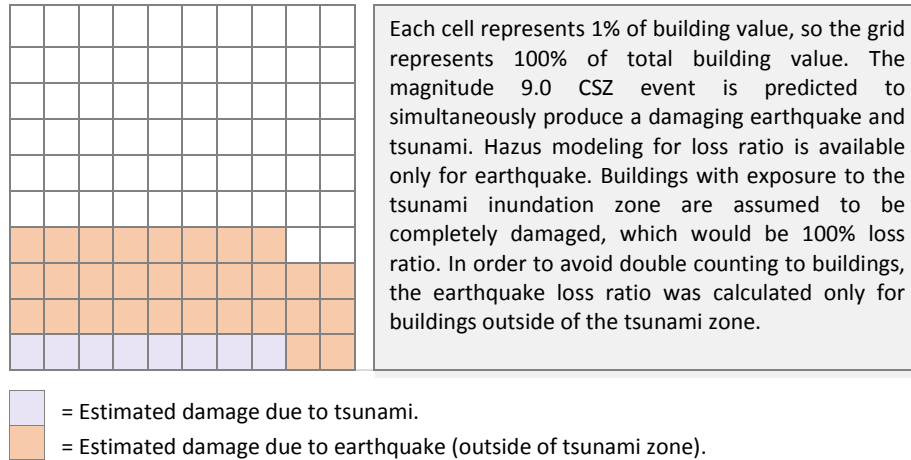 Each cell represents 1% of building value, so the grid
represents 100% of total building value. The
magnitude 9.0 CSZ event is predicted to
simultaneously produce a damaging earthquake and
tsunami. Hazus modeling for loss ratio is available
only for earthquake. Buildings with exposure to the
tsunami inundation zone are assumed to be
completely damaged, which would be 100% loss
ratio. In order to avoid double counting to buildings,
the earthquake loss ratio was calculated only for
buildings outside of the tsunami zone.
= Estimated damage due to tsunami.
= Estimated damage due to earthquake (outside of tsunami zone).